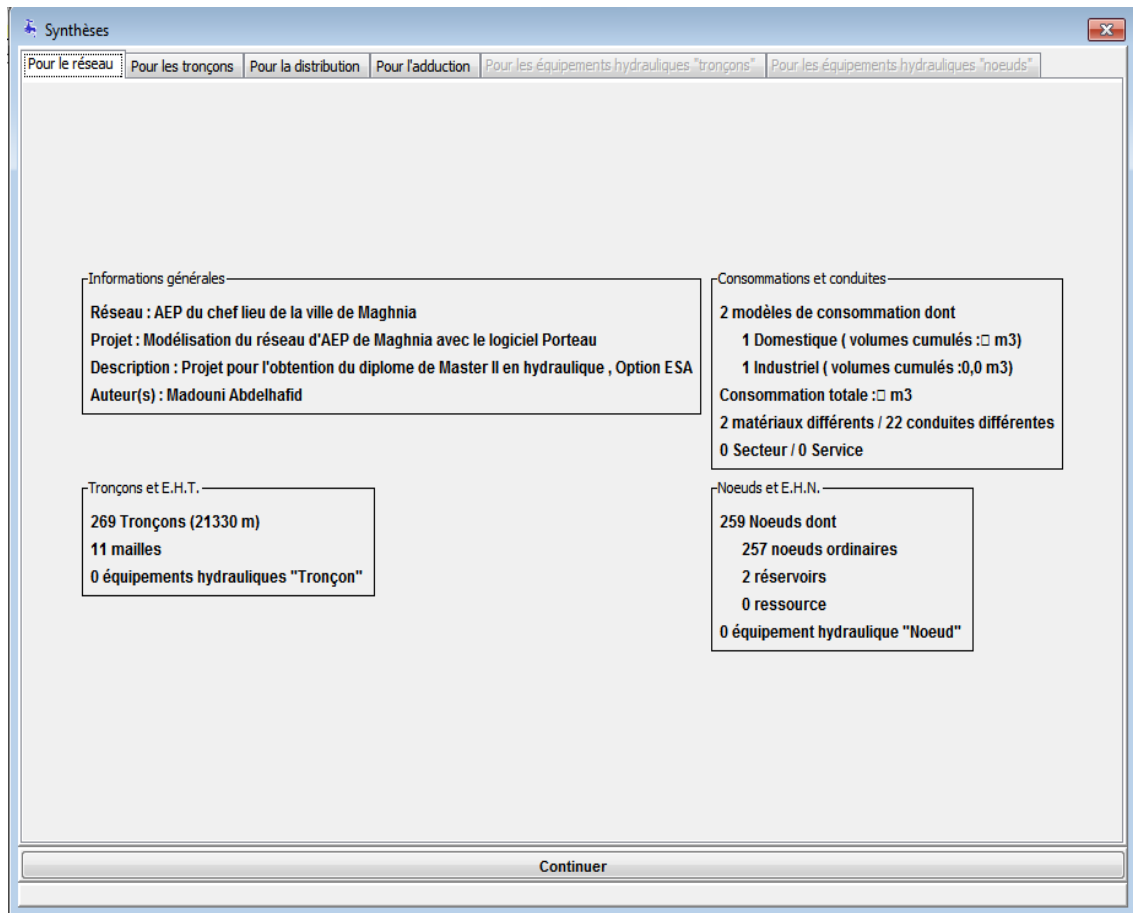 Synthèses
Pour le réseau Pour les tronçons Pour la distribution Pour l'adduction Pour les équipements hydrauliques "tronçons" Pour les équipements hydrauliques "noeuds"
Informations générales
Réseau : AEP du chef lieu de la ville de Maghnia
Projet : Modélisation du réseau d'AEP de Maghnia avec le logiciel Porteau
Description : Projet pour l'obtention du diplome de Master II en hydraulique , Option ESA
Auteur(s) : Madouni Abdelhafid
Consommations et conduites
2 modèles de consommation dont
1 Domestique ( volumes cumulés :□ m3)
1 Industriel ( volumes cumulés :0,0 m3)
Consommation totale :□ m3
2 matériaux différents / 22 conduites différentes
0 Secteur / 0 Service
Tronçons et E.H.T.
269 Tronçons (21330 m)
11 mailles
0 équipements hydrauliques "Tronçon"
Noeuds et E.H.N.
259 Noeuds dont
257 noeuds ordinaires
2 réservoirs
0 ressource
0 équipement hydraulique "Noeud"
Continuer